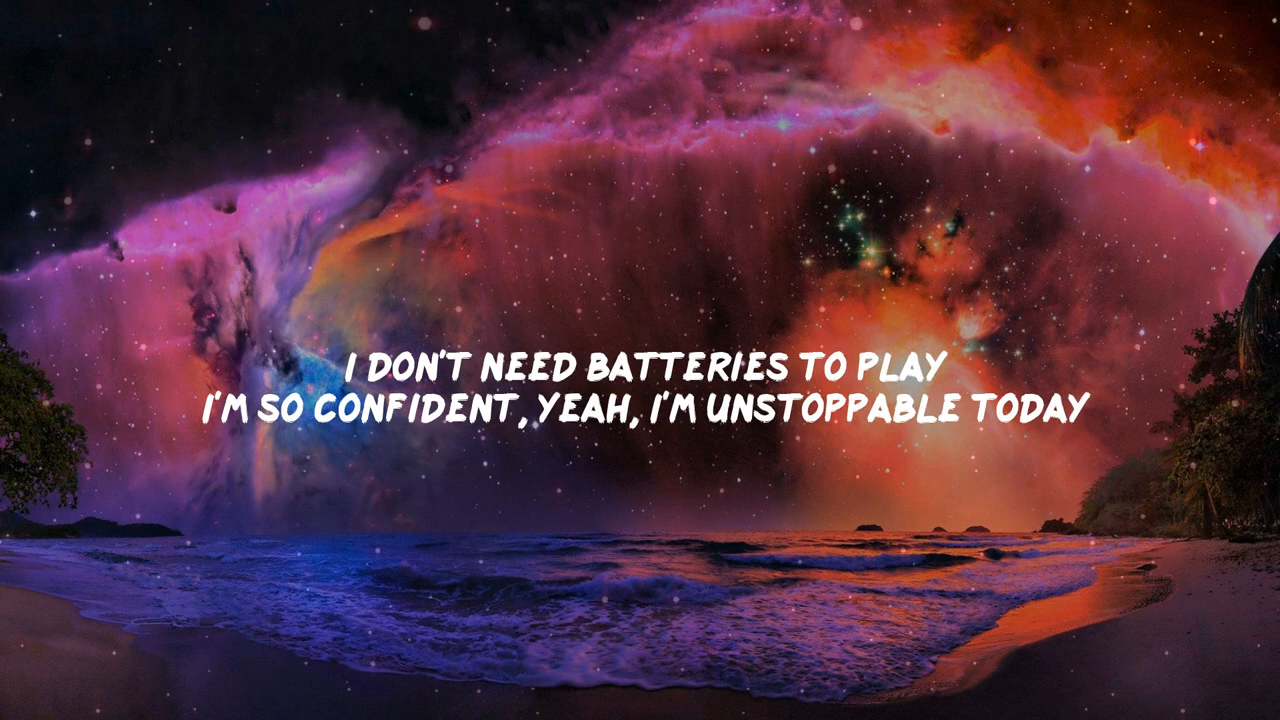 I DON'T NEED BATTERIES TO PLAY
I'M SO CONFIDENT, YEAH, I'M UNSTOPPABLE TODAY